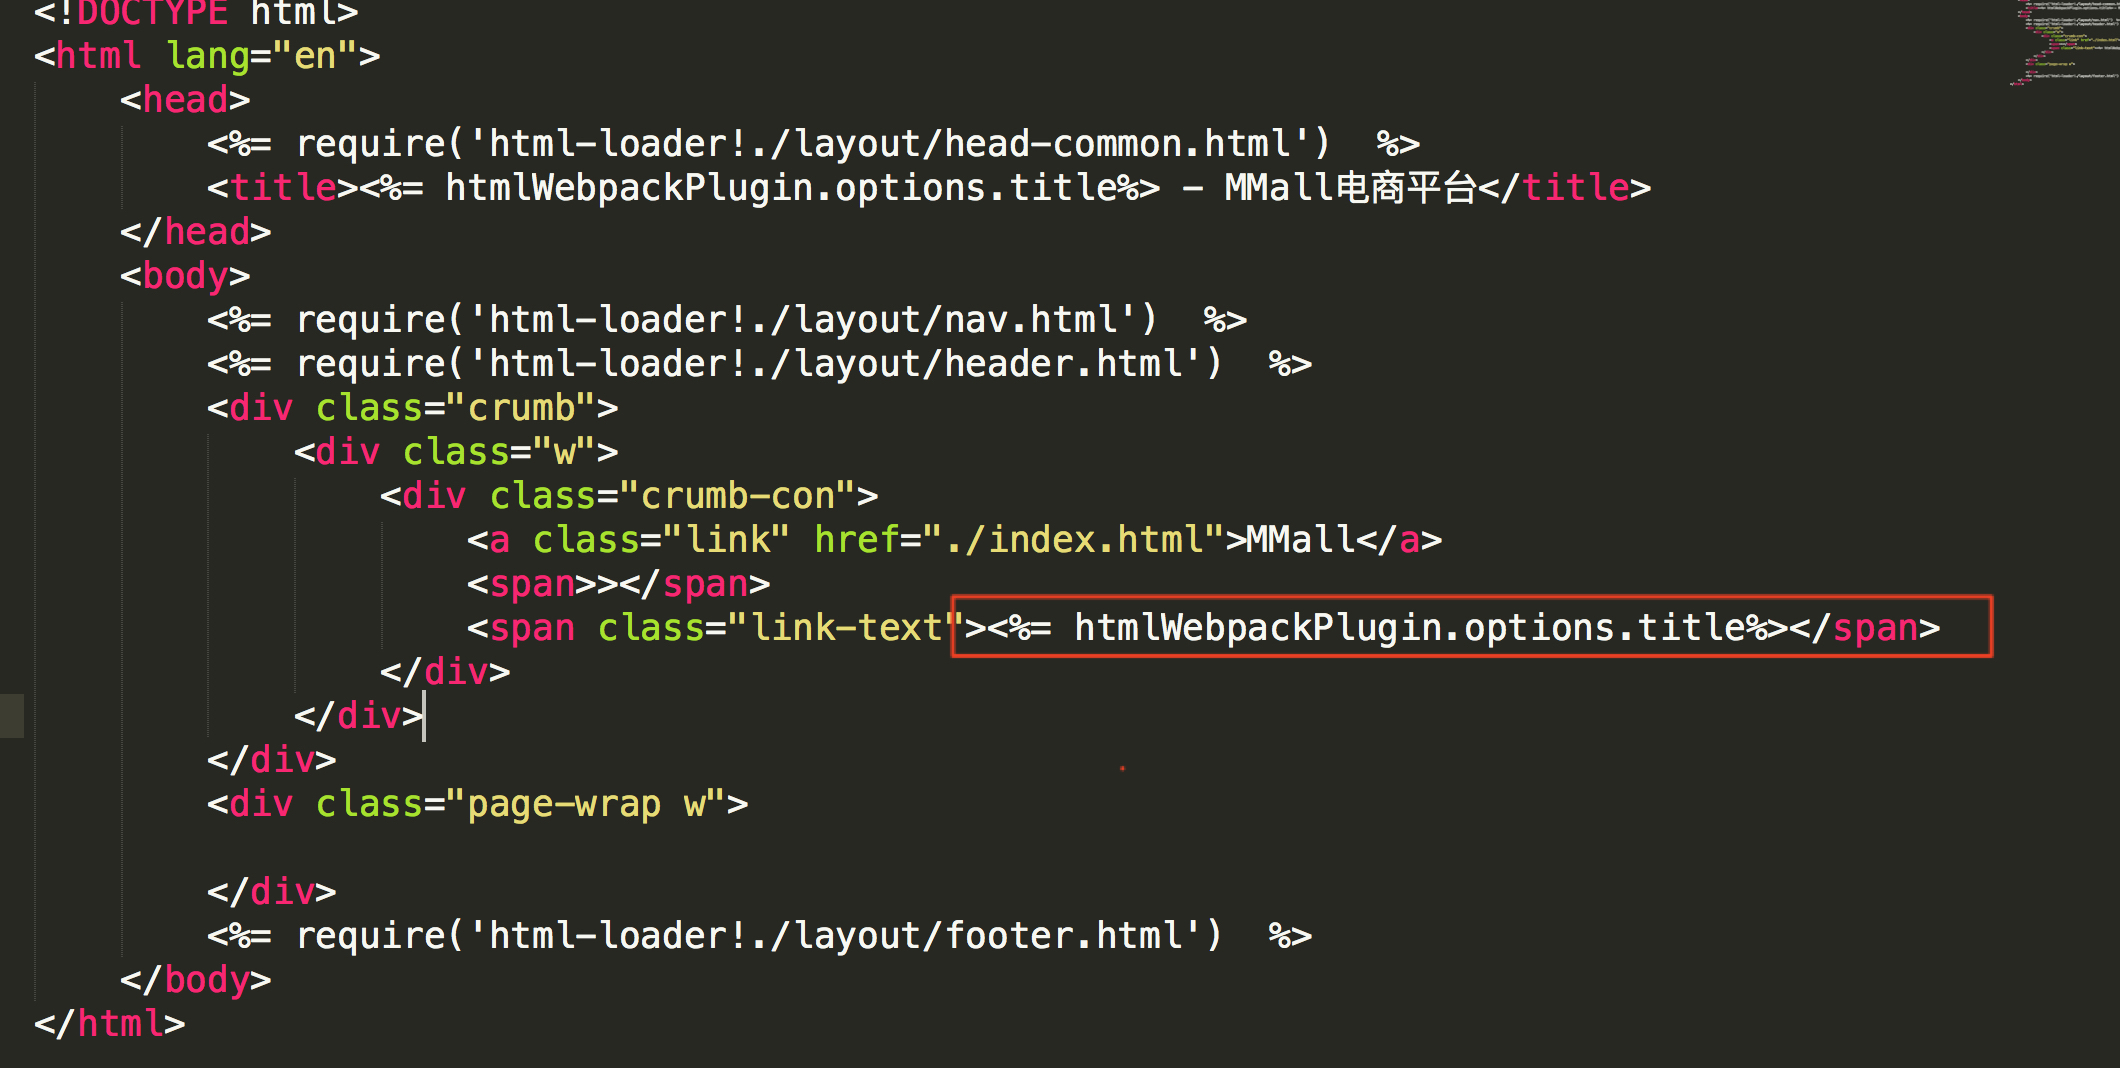 <!DOCTYPE html>
<html lang="en">
    <head>
        <%= require('html-loader!./layout/head-common.html')  %>
        <title><%= htmlWebpackPlugin.options.title%> - MMall电商平台</title>
    </head>
    <body>
        <%= require('html-loader!./layout/nav.html')  %>
        <%= require('html-loader!./layout/header.html')  %>
        <div class="crumb">
            <div class="w">
                <div class="crumb-con">
                    <a class="link" href="./index.html">MMall</a>
                    <span>></span>
                    <span class="link-text"><%= htmlWebpackPlugin.options.title%></span>
                </div>
            </div>
        </div>
        <div class="page-wrap w">

        </div>
        <%= require('html-loader!./layout/footer.html')  %>
    </body>
</html>